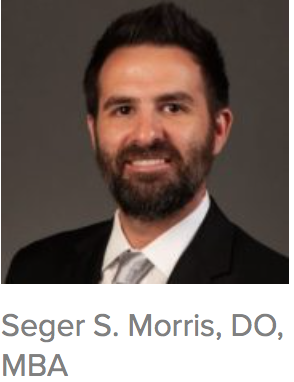 Seger S. Morris, DO,
MBA